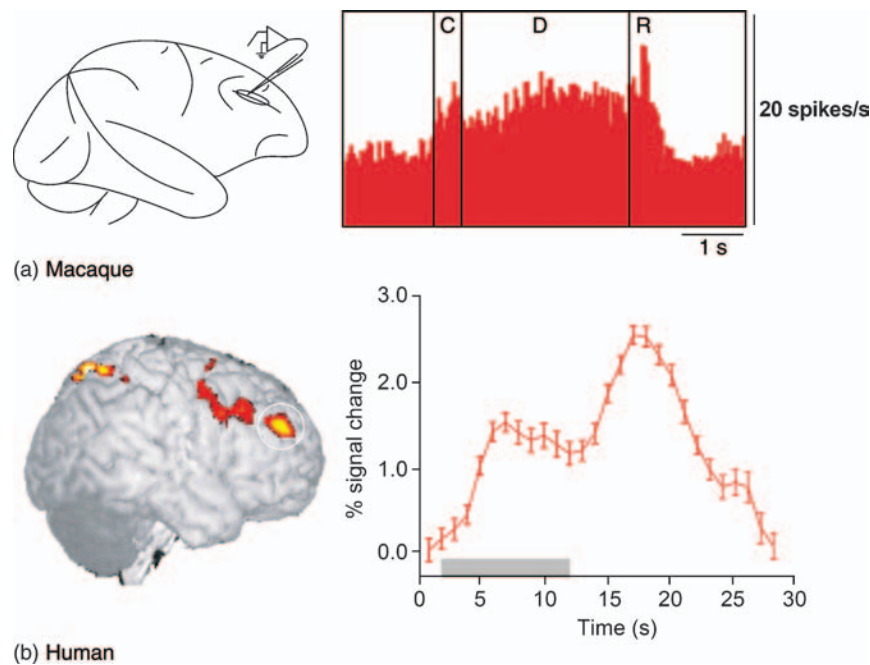 C D R
20 spikes/s
1 s
(a) Macaque
3.0
2.0
1.0
0.0
% signal change
0 5 10 15 20 25 30
Time (s)
(b) Human